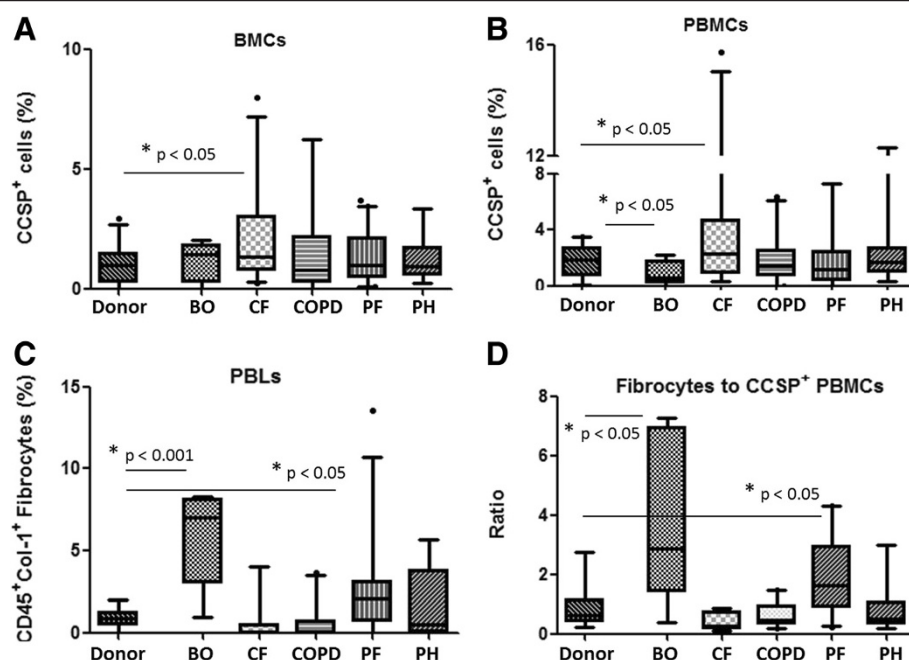 A
BMCs
CCSP+ cells (%)
10
5
0
* p < 0.05
Donor BO CF COPD PF PH
B
PBMCs
CCSP+ cells (%)
16
12
8
4
0
* p < 0.05
* p < 0.05
Donor BO CF COPD PF PH
C
PBLs
CD45+Col-1+ Fibrocytes (%)
15
10
5
0
* p < 0.001
* p < 0.05
Donor BO CF COPD PF PH
D
Fibrocytes to CCSP+ PBMCs
Ratio
8
6
4
2
0
* p < 0.05
* p < 0.05
Donor BO CF COPD PF PH